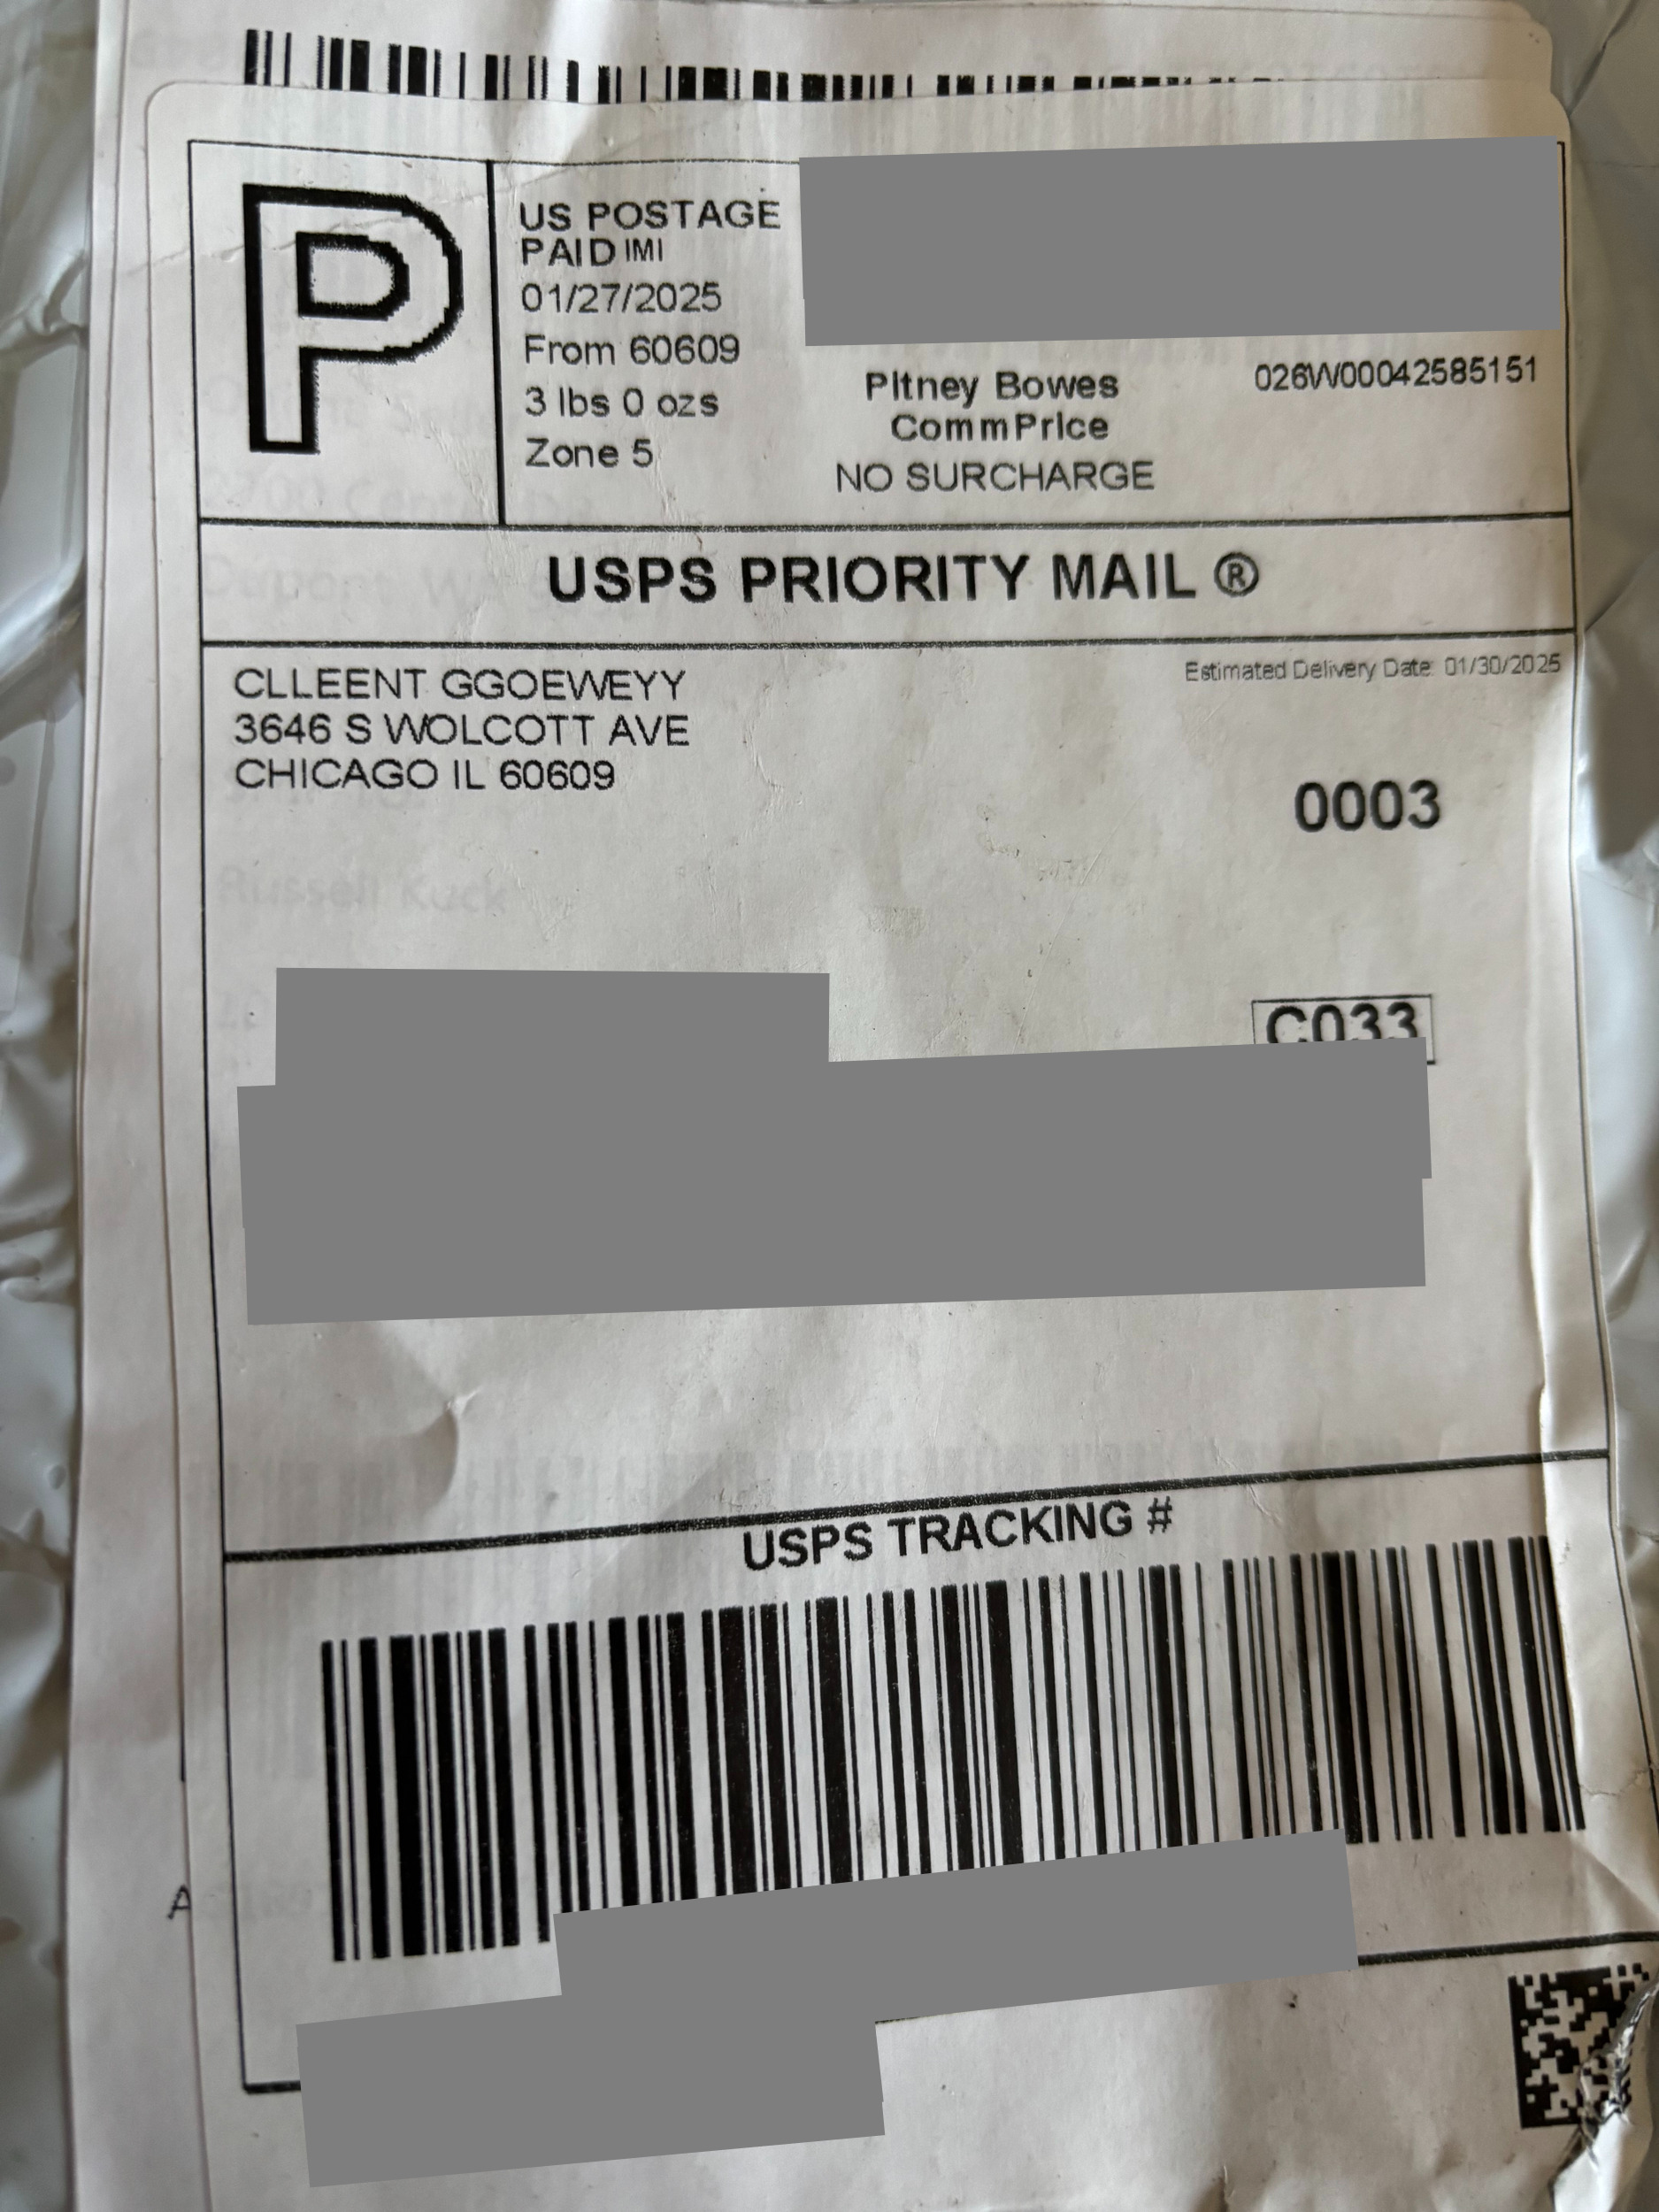 P
US POSTAGE
PAID IMI
01/27/2025
From 60609
3 lbs 0 ozs
Zone 5
Pitney Bowes
CommPrice
NO SURCHARGE
026W00042585151
USPS PRIORITY MAIL ®
CLLEENT GGOEWEYY
3646 S WOLCOTT AVE
CHICAGO IL 60609
Estimated Delivery Date: 01/30/2025
0003
Russell Kuck
C033
USPS TRACKING #
A